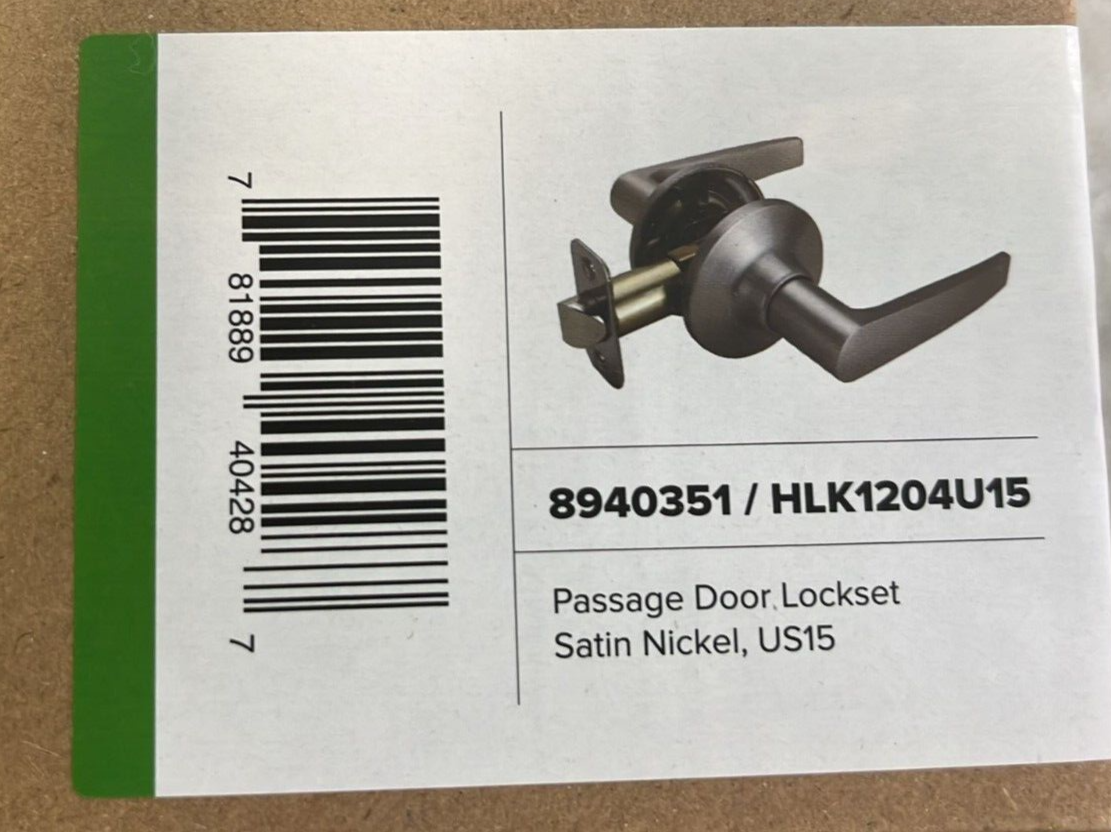 7 81889 40428 7
8940351 / HLK1204U15
Passage Door Lockset
Satin Nickel, US15